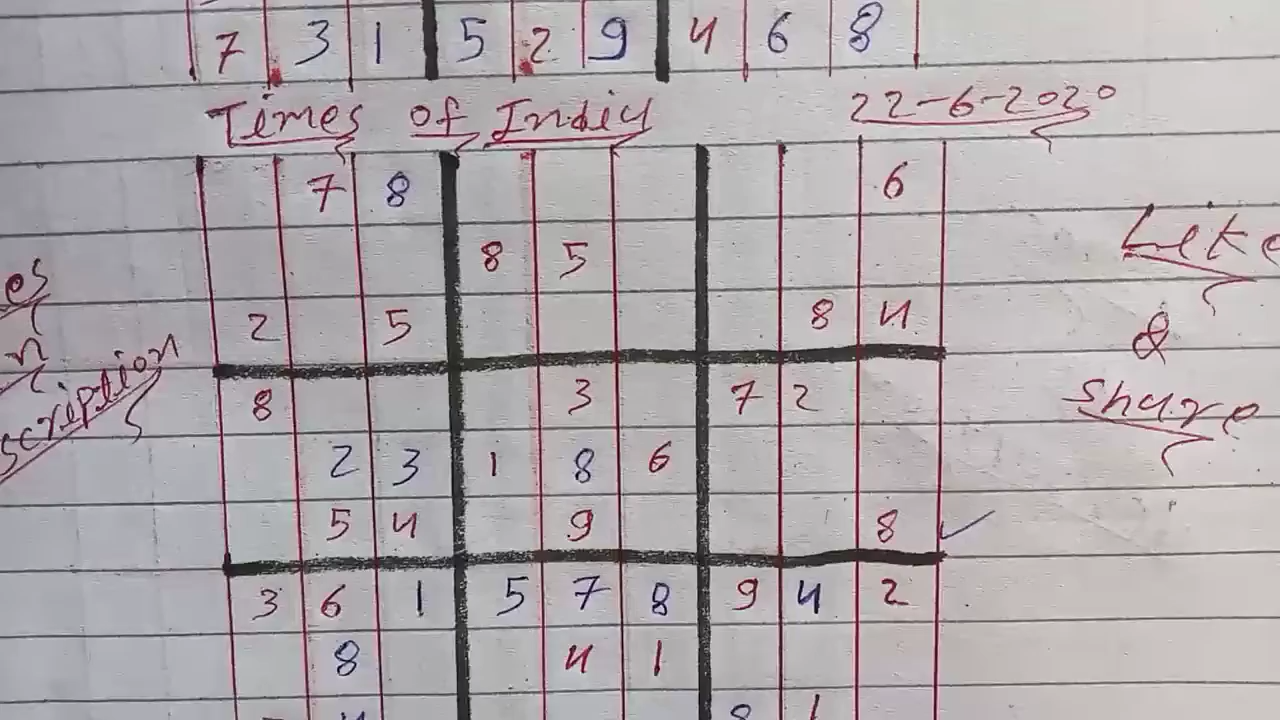 7 3 1 5 2 9 4 6 8
Times of India
22-6-2020
7 8 6
8 5
2 5 8 4
8 3 7 2
2 3 1 8 6
5 4 9 8
3 6 1 5 7 8 9 4 2
8 4 1
Like
&
Share